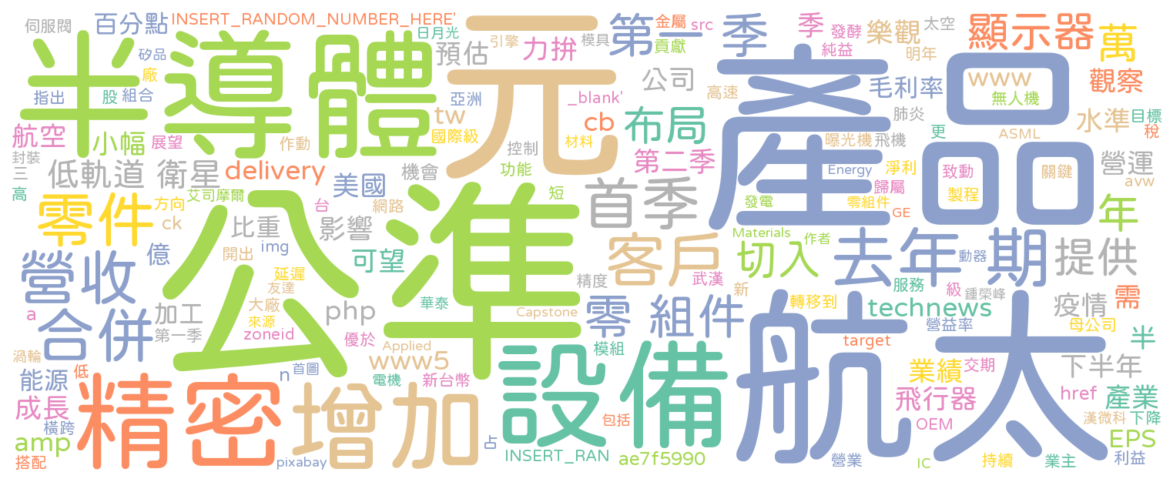 伺服閥 百分點 INSERT_RANDOM_NUMBER_HERE' 日月光 引擎 模具 金屬 src 季 發酵 太空
半導體 預估 力拚 第一季 貢獻 純益 樂觀 明年 顯示器 萬
矽品 廠 元 公司 產品 www 觀察
指出 股 組合 亞洲 _blank' 高速 毛利率 無人機
航空 小幅 展望 作動 tw 國際級 cb 材料 布局 肺炎 水準 目標
封裝 控制 第二季 曝光機 飛機 更 ASML 稅
三 低軌道 衛星 delivery 美國 機會 功能 Energy 淨利 致動 關鍵 營運
高 艾司摩爾 短 首季 發電 歸屬 製程 avw
零件 方向 ck 比重 台 網路 影響 公準 零組件 GE 年
億 img 開出 可望 客戶 Materials 作者 切入 去年 動器 期 提供
營收 延遲 友達 精度 武漢 新 服務 級 鍾榮峰
a 加工 大廠 php 華泰 Capstone 零 組件 轉移到 technews 疫情 需
合併 第一季 來源 zoneid 優於 Applied 營益率 母公司 半
渦輪 低 n 首圖 www5 模組 設備 target 航太 業績 交期 下半年
能源 電機 新台幣 飛行器 href 產業
成長 精密 增加 包括 OEM 漢微科 下降
橫跨 amp 占 INSERT_RAN EPS
搭配 pixabay ae7f5990 營業 IC 持續 業主 利益